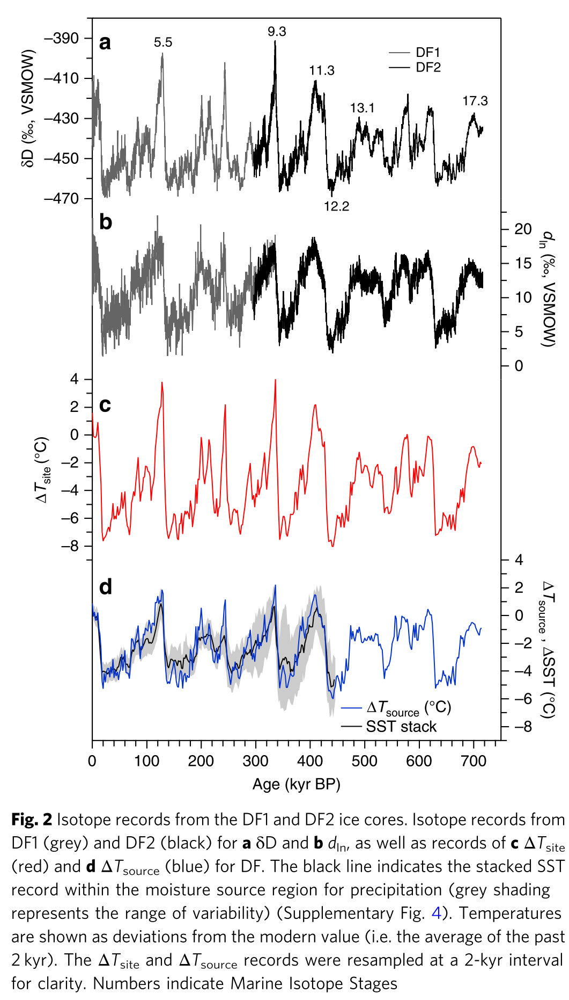 a
5.5
9.3
11.3
13.1
17.3
12.2
DF1
DF2
–390
–410
–430
–450
–470
δD (‰, VSMOW)
b
20
15
10
5
0
dln (‰, VSMOW)
c
4
2
0
–2
–4
–6
–8
ΔTsite (°C)
d
4
2
0
–2
–4
–6
–8
ΔTsource , ΔSST (°C)
ΔTsource (°C)
SST stack
0 100 200 300 400 500 600 700
Age (kyr BP)
Fig. 2 Isotope records from the DF1 and DF2 ice cores. Isotope records from
DF1 (grey) and DF2 (black) for a δD and b dln, as well as records of c ΔTsite
(red) and d ΔTsource (blue) for DF. The black line indicates the stacked SST
record within the moisture source region for precipitation (grey shading
represents the range of variability) (Supplementary Fig. 4). Temperatures
are shown as deviations from the modern value (i.e. the average of the past
2 kyr). The ΔTsite and ΔTsource records were resampled at a 2-kyr interval
for clarity. Numbers indicate Marine Isotope Stages